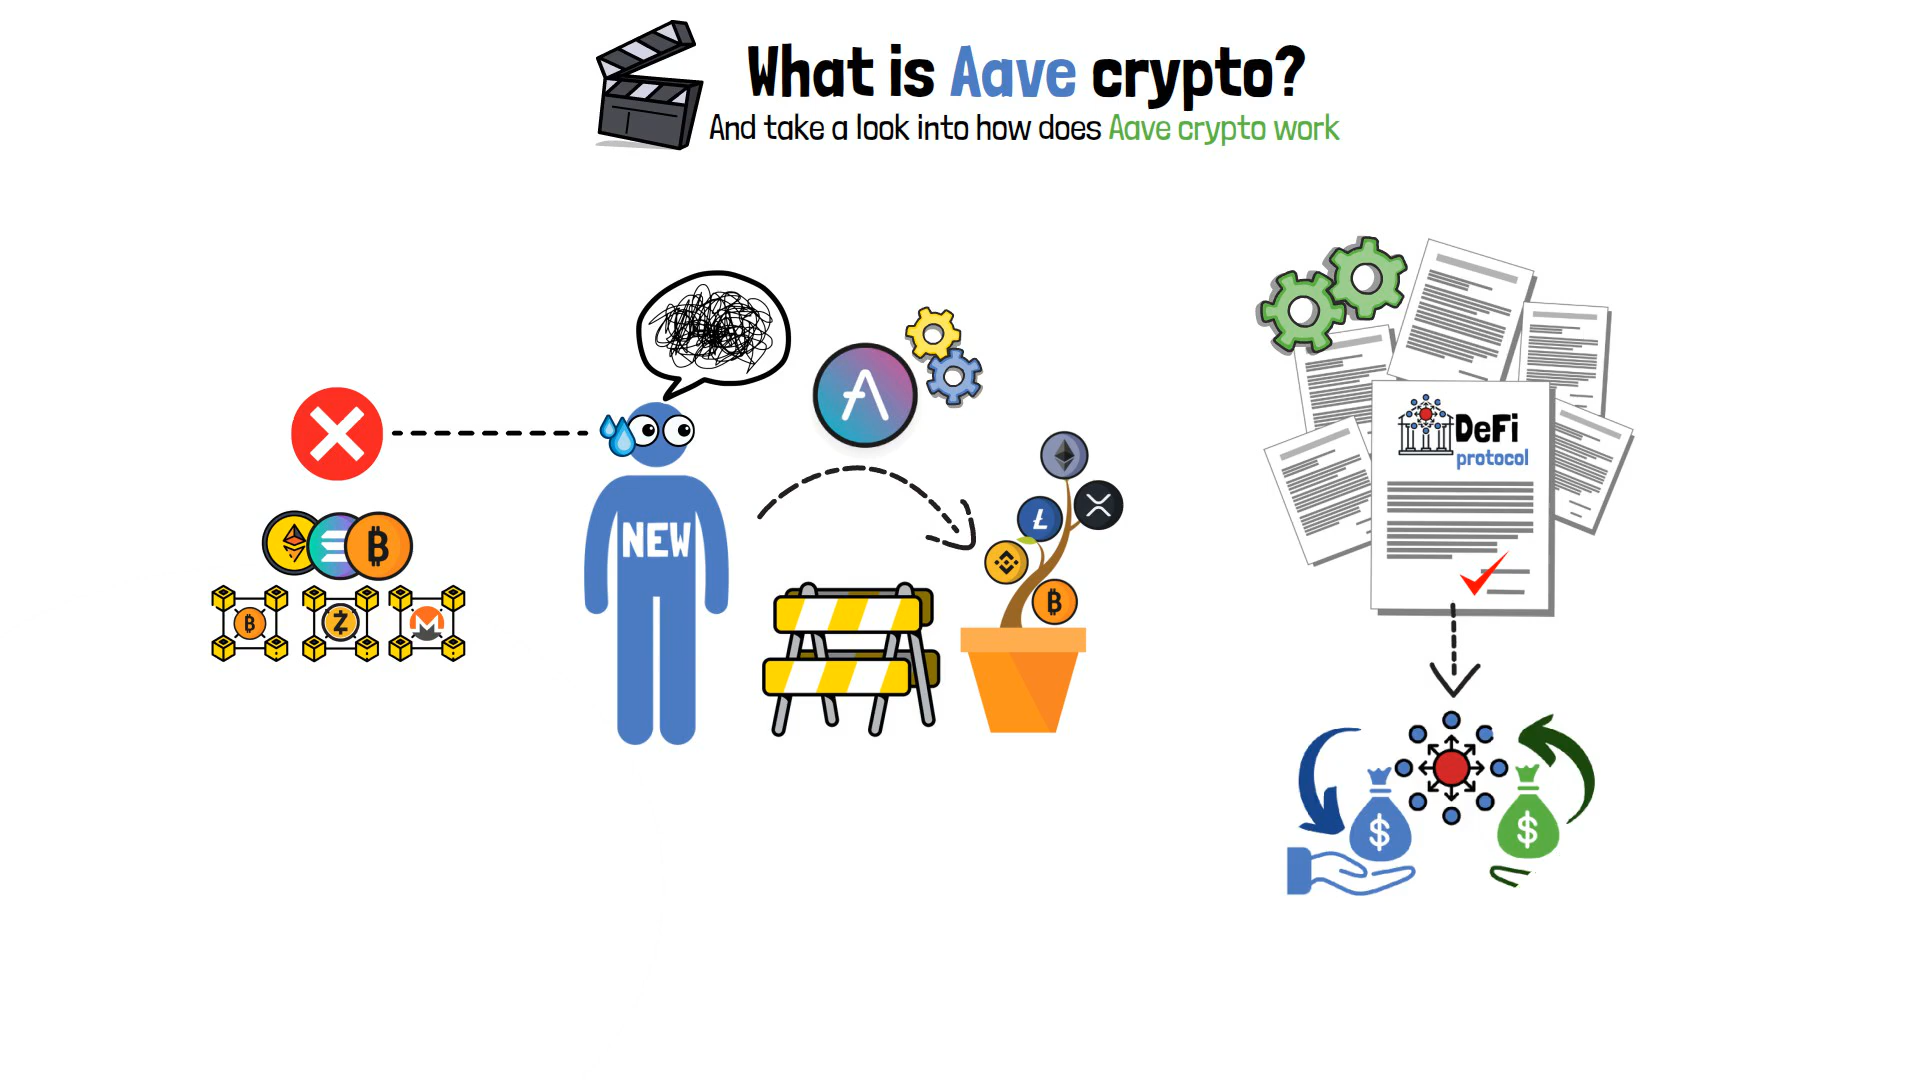 What is Aave crypto?
And take a look into how does Aave crypto work
NEW
DeFi
protocol
$ $